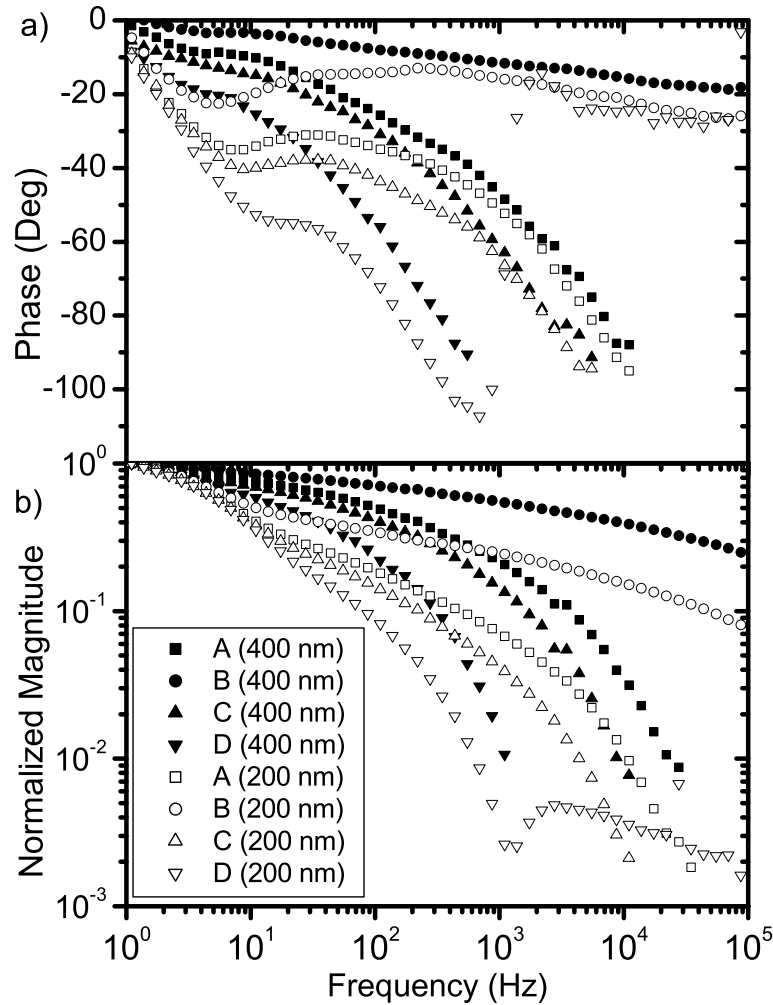 a)
0
-20
-40
-60
-80
-100
Phase (Deg)
10^0
b)
10^-1
10^-2
10^-3
Normalized Magnitude
A (400 nm)
B (400 nm)
C (400 nm)
D (400 nm)
A (200 nm)
B (200 nm)
C (200 nm)
D (200 nm)
10^0 10^1 10^2 10^3 10^4 10^5
Frequency (Hz)